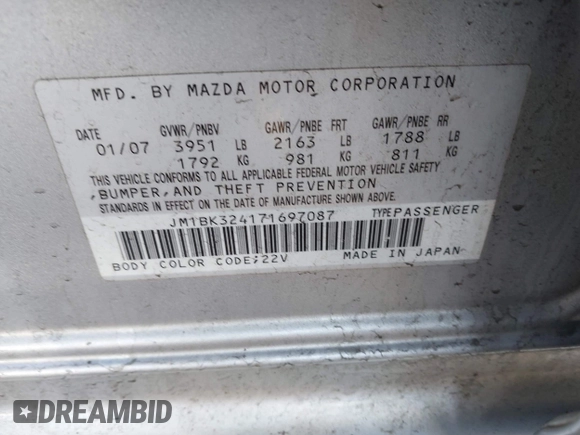 MFD. BY MAZDA MOTOR CORPORATION
DATE GVWR/PNBV GAWR/PNBE FRT GAWR/PNBE RR
01/07 3951 LB 2163 LB 1788 LB
1792 KG 981 KG 811 KG
THIS VEHICLE CONFORMS TO ALL APPLICABLE FEDERAL MOTOR VEHICLE SAFETY
,BUMPER,AND THEFT PREVENTION
STANDARDS IN EFFECT ON THE DATE OF MANUFACTURE SHOWN ABOVE.
JM1BK324171697087 TYPE:PASSENGER
BODY COLOR CODE:22V MADE IN JAPAN
DREAMBID
DREAMBID